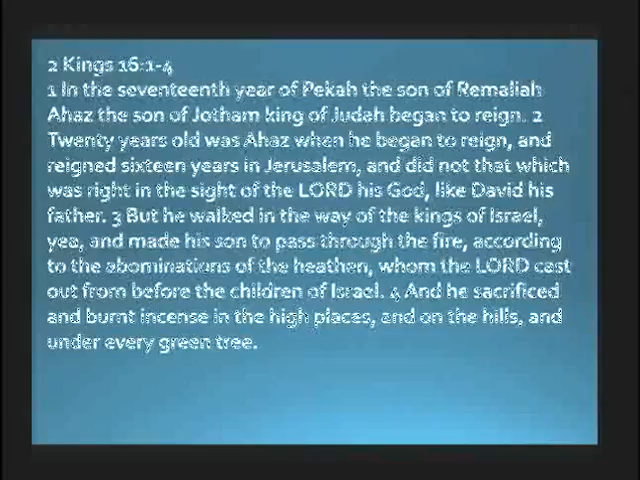 2 Kings 16:1-4
1 In the seventeenth year of Pekah the son of Remaliah
Ahaz the son of Jotham king of Judah began to reign. 2
Twenty years old was Ahaz when he began to reign, and
reigned sixteen years in Jerusalem, and did not that which
was right in the sight of the LORD his God, like David his
father. 3 But he walked in the way of the kings of Israel,
yea, and made his son to pass through the fire, according
to the abominations of the heathen, whom the LORD cast
out from before the children of Israel. 4 And he sacrificed
and burnt incense in the high places, and on the hills, and
under every green tree.